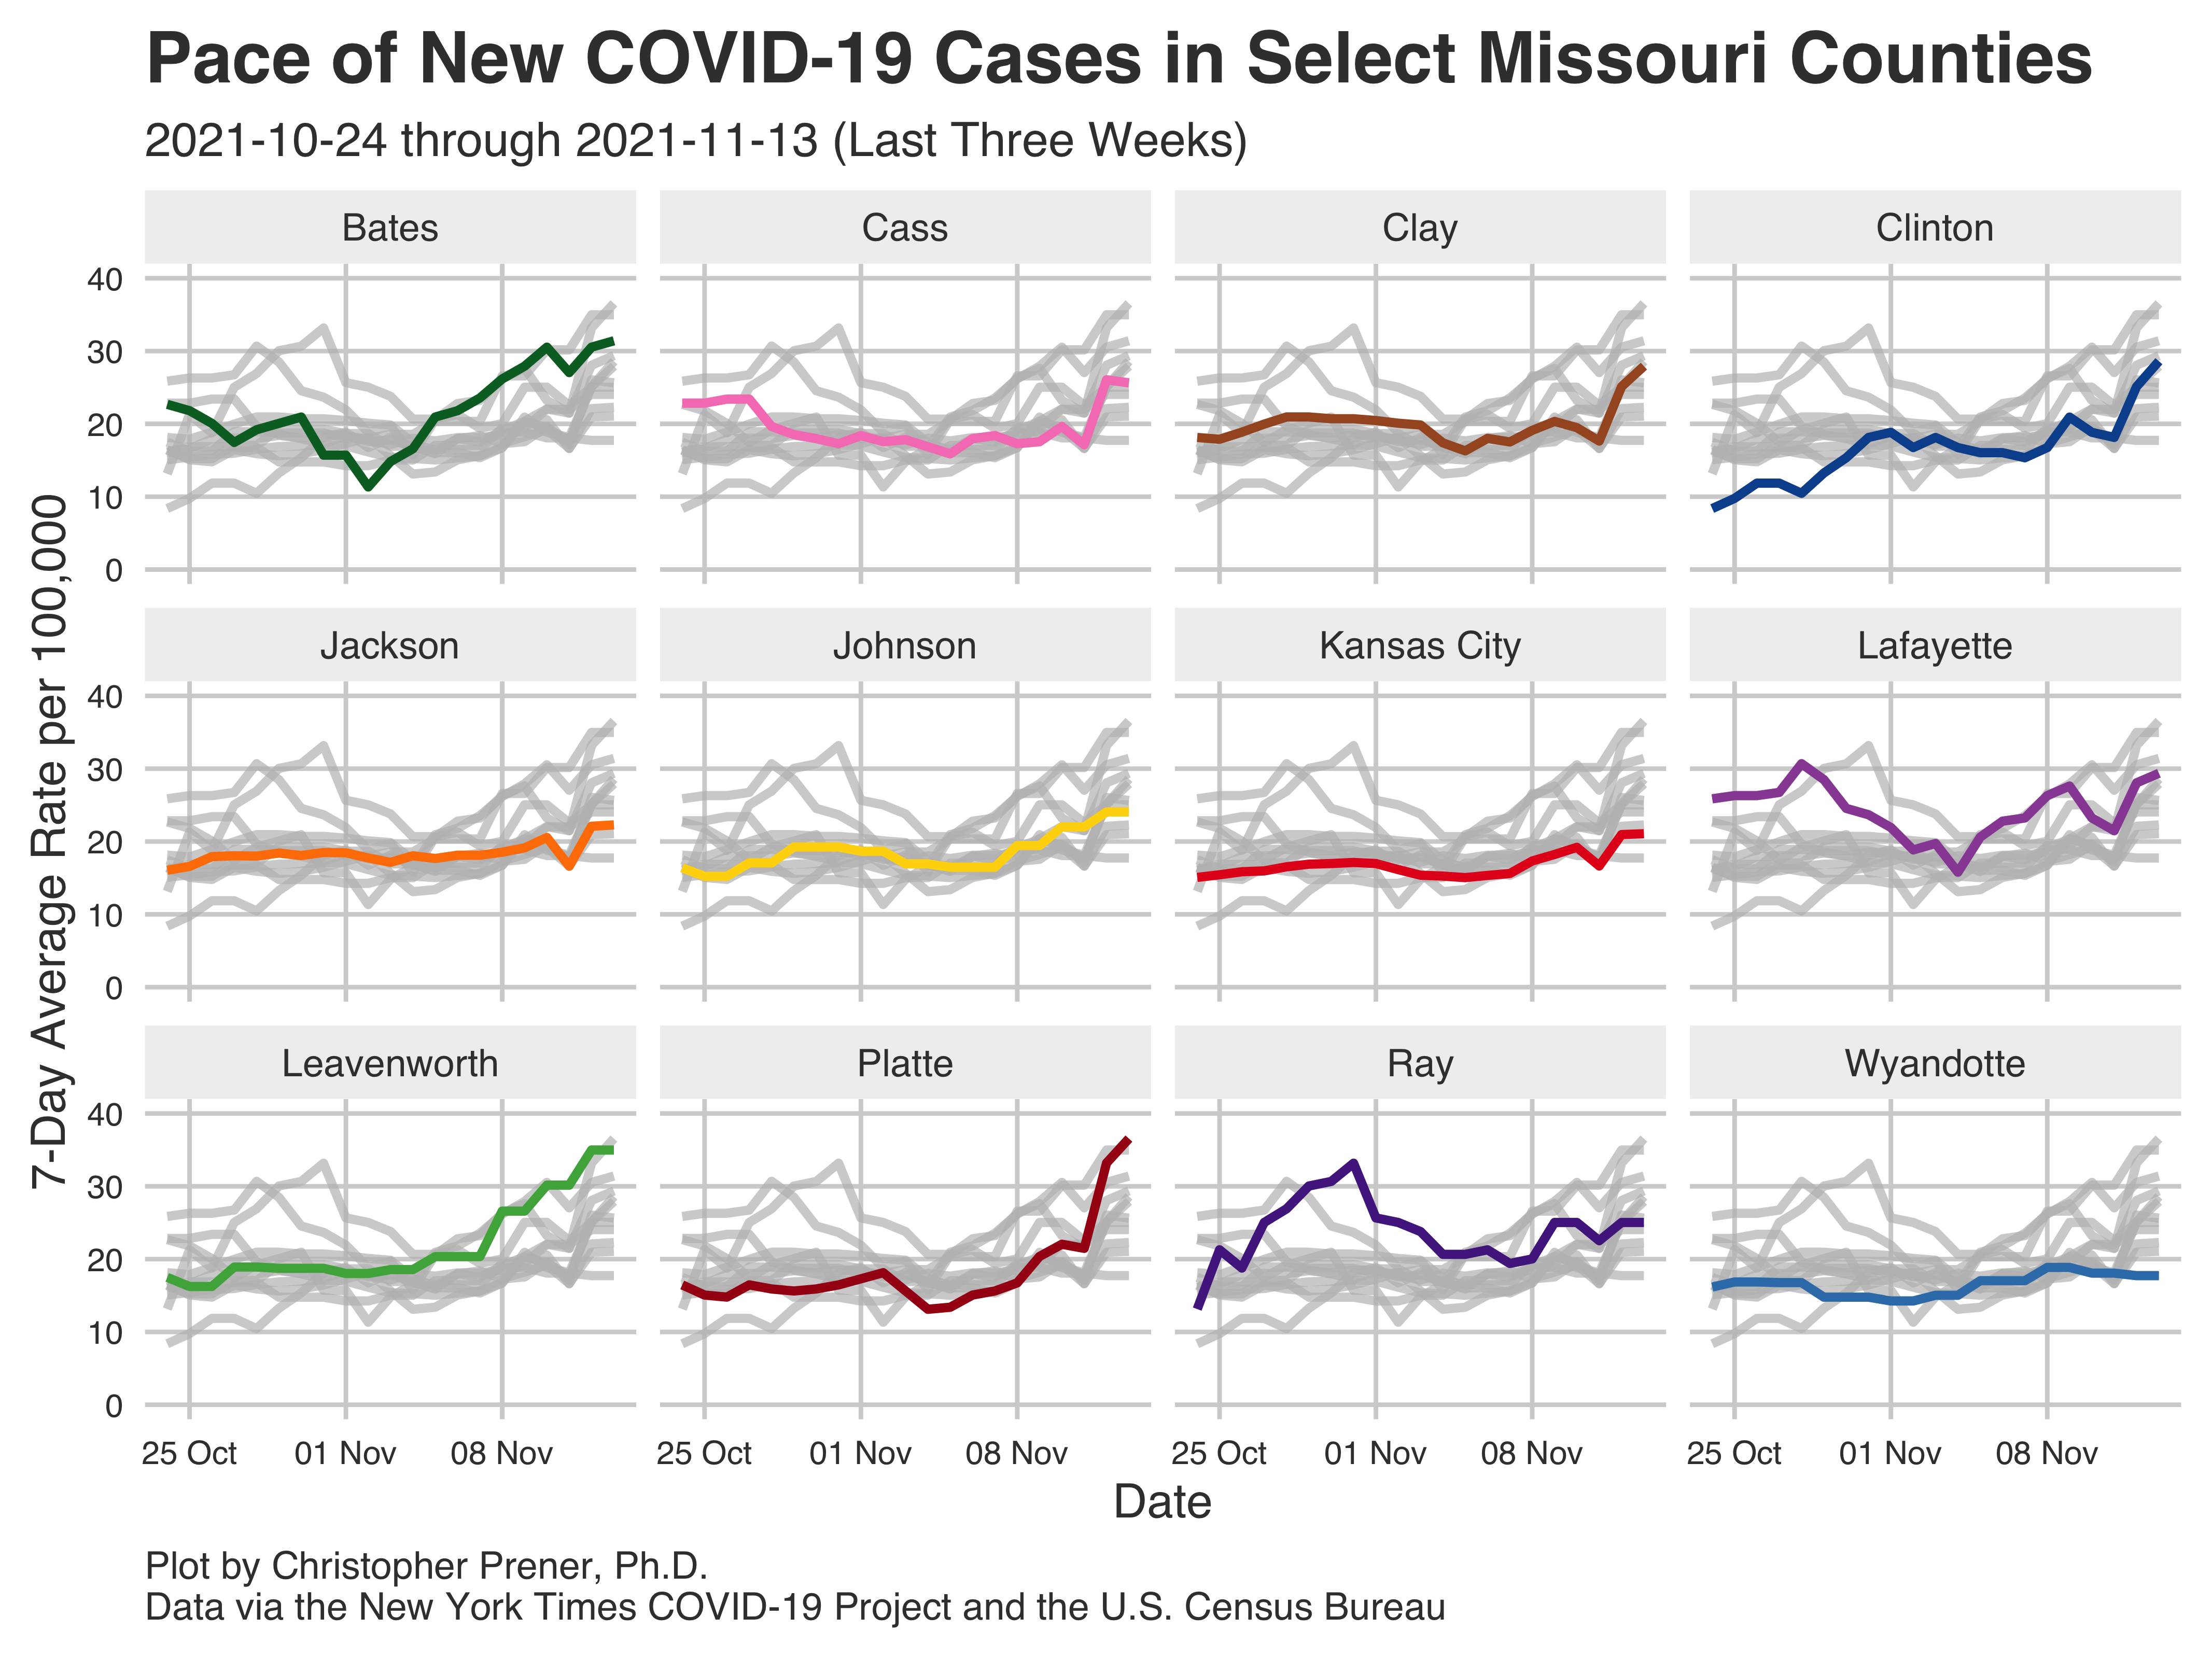 Pace of New COVID-19 Cases in Select Missouri Counties
2021-10-24 through 2021-11-13 (Last Three Weeks)
Bates
Cass
Clay
Clinton
40
30
20
10
0
Jackson
Johnson
Kansas City
Lafayette
40
30
20
10
0
Leavenworth
Platte
Ray
Wyandotte
40
30
20
10
0
7-Day Average Rate per 100,000
25 Oct 01 Nov 08 Nov
25 Oct 01 Nov 08 Nov
25 Oct 01 Nov 08 Nov
25 Oct 01 Nov 08 Nov
Date
Plot by Christopher Prener, Ph.D.
Data via the New York Times COVID-19 Project and the U.S. Census Bureau